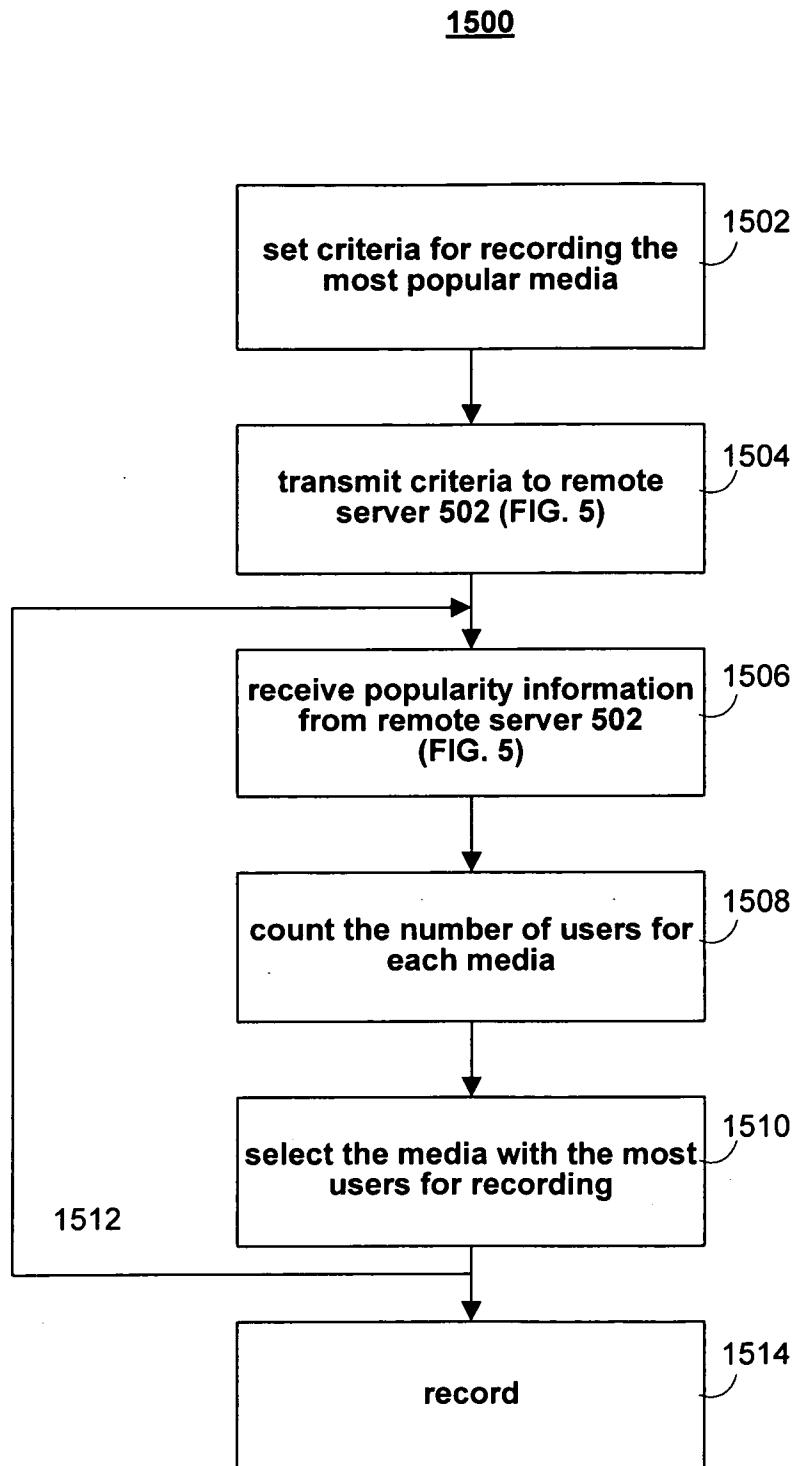 1500
1502
set criteria for recording the
most popular media
1504
transmit criteria to remote
server 502 (FIG. 5)
1506
receive popularity information
from remote server 502
(FIG. 5)
1508
count the number of users for
each media
1510
select the media with the most
users for recording
1512
1514
record